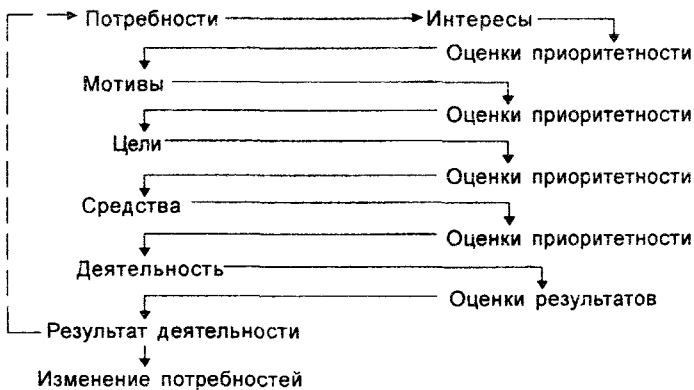 Потребности Интересы
Оценки приоритетности
Мотивы
Оценки приоритетности
Цели
Оценки приоритетности
Средства
Оценки приоритетности
Деятельность
Оценки результатов
Результат деятельности
Изменение потребностей